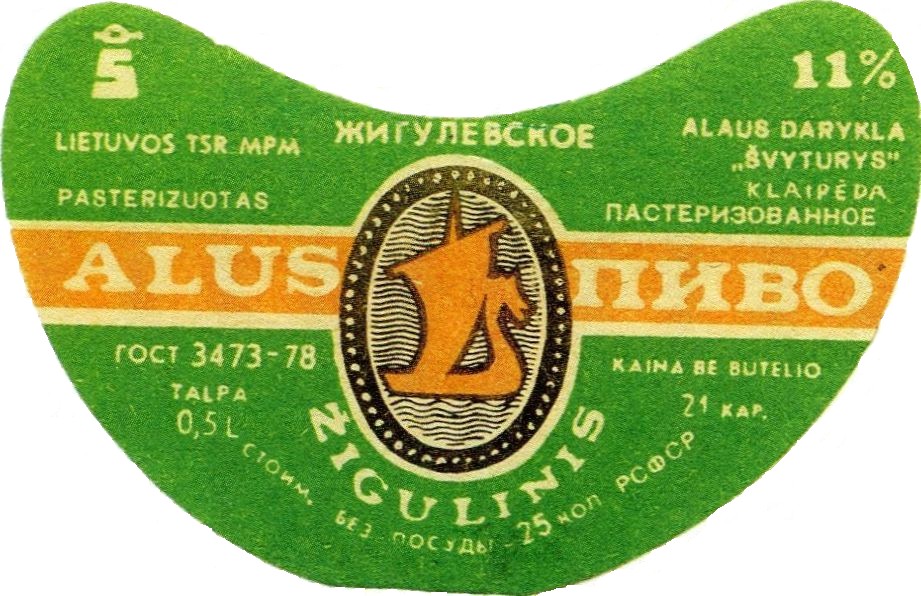 S
11%
LIETUVOS TSR MPM
ЖИГУЛЕВСКОЕ
ALAUS DARYKLA
„ŠVYTURYS"
KLAIPĖDA
PASTERIZUOTAS
ПАСТЕРИЗОВАННОЕ
ALUS ПИВО
ГОСТ 3473-78
KAINA BE BUTELIO
TALPA
21 KAP.
0,5 L
ŽIGULINIS
СТОИМ. БЕЗ ПОСУДЫ - 25 КОП РСФСР